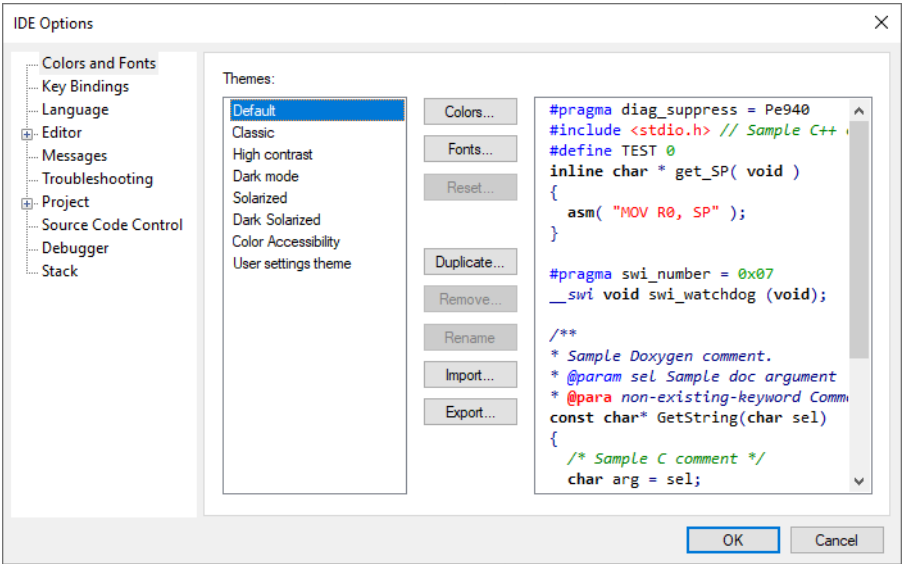 IDE Options
Colors and Fonts
Key Bindings
Language
Editor
Messages
Troubleshooting
Project
Source Code Control
Debugger
Stack
Themes:
Default
Classic
High contrast
Dark mode
Solarized
Dark Solarized
Color Accessibility
User settings theme
Colors...
Fonts...
Reset...
Duplicate...
Remove...
Rename
Import...
Export...
#pragma diag_suppress = Pe940
#include <stdio.h> // Sample C++
#define TEST 0
inline char * get_SP( void )
{
asm( "MOV R0, SP" );
}
#pragma swi_number = 0x07
__swi void swi_watchdog (void);
/**
* Sample Doxygen comment.
* @param sel Sample doc argument
* @para non-existing-keyword
const char* GetString(char sel)
{
/* Sample C comment */
char arg = sel;
OK
Cancel